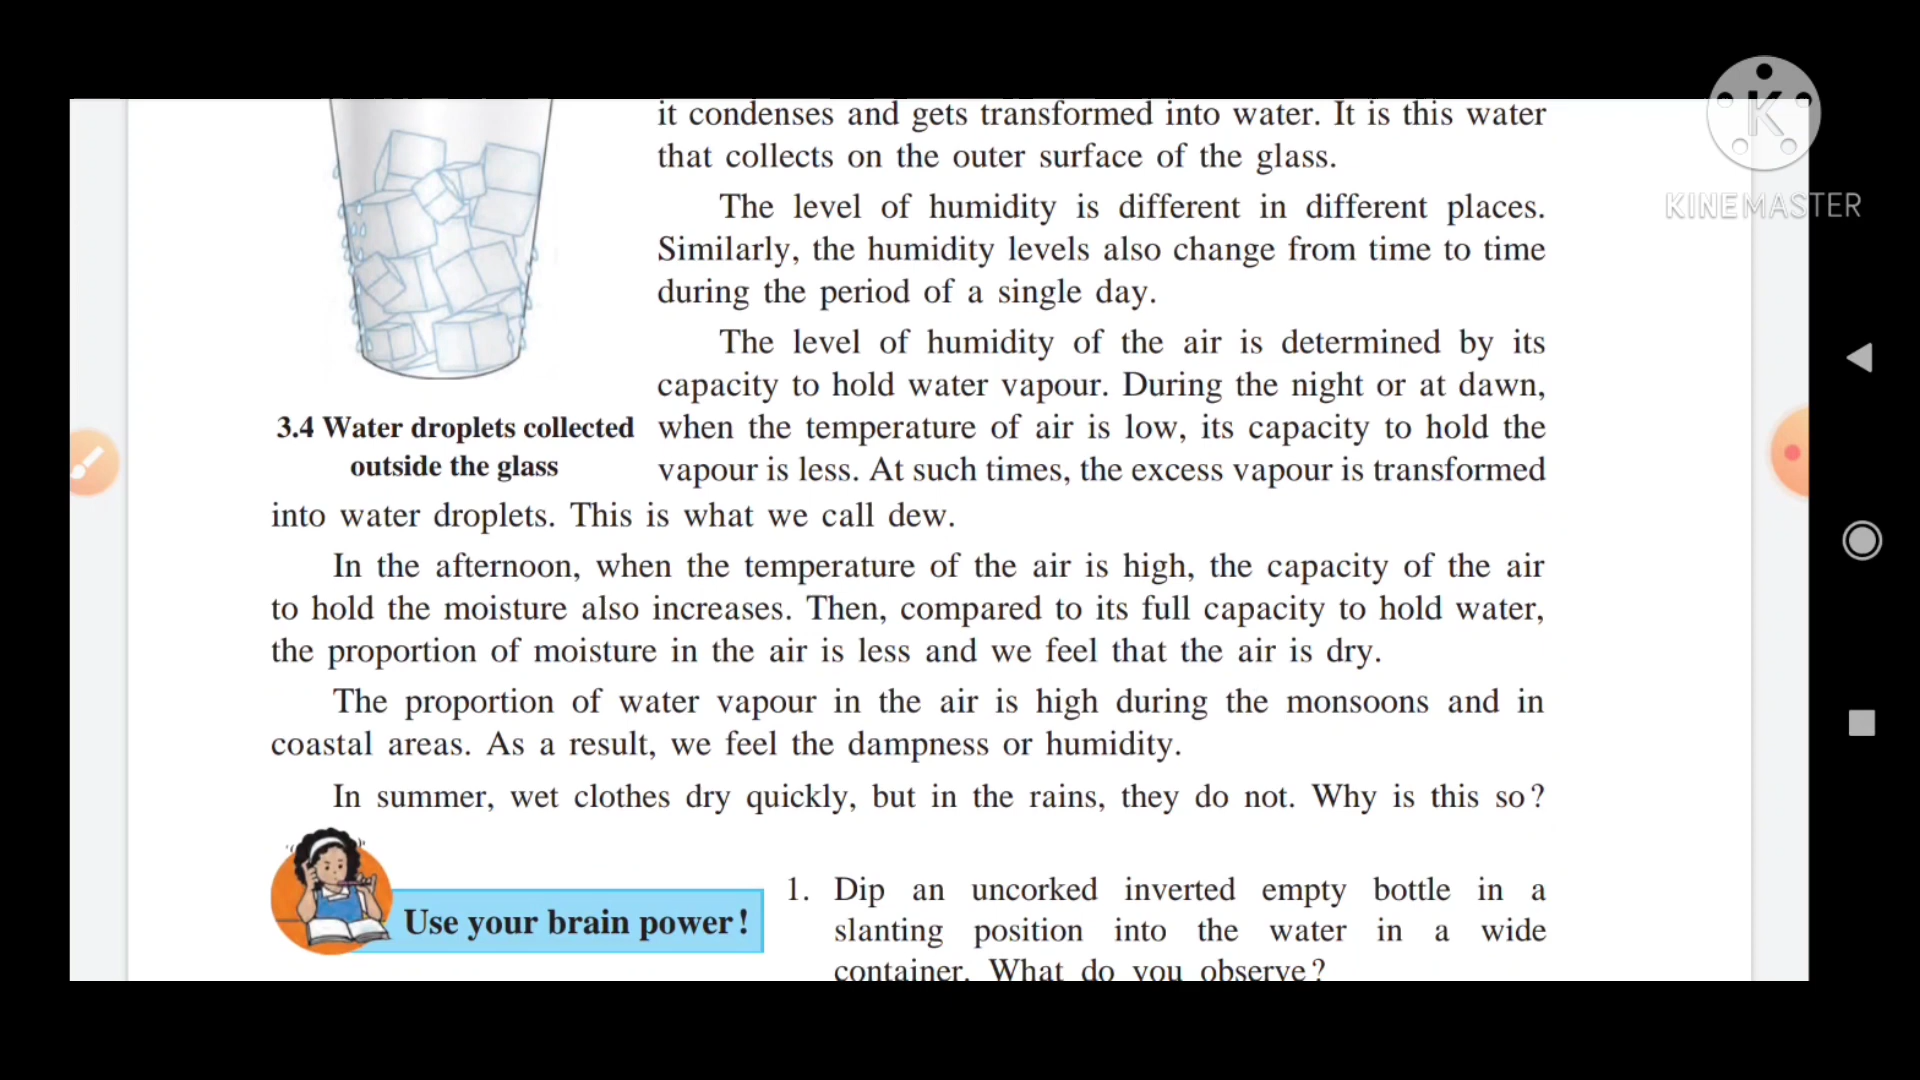 it condenses and gets transformed into water. It is this water
that collects on the outer surface of the glass.
The level of humidity is different in different places.
Similarly, the humidity levels also change from time to time
during the period of a single day.
The level of humidity of the air is determined by its
capacity to hold water vapour. During the night or at dawn,
when the temperature of air is low, its capacity to hold the
vapour is less. At such times, the excess vapour is transformed
3.4 Water droplets collected
outside the glass
into water droplets. This is what we call dew.
In the afternoon, when the temperature of the air is high, the capacity of the air
to hold the moisture also increases. Then, compared to its full capacity to hold water,
the proportion of moisture in the air is less and we feel that the air is dry.
The proportion of water vapour in the air is high during the monsoons and in
coastal areas. As a result, we feel the dampness or humidity.
In summer, wet clothes dry quickly, but in the rains, they do not. Why is this so?
Use your brain power!
1. Dip an uncorked inverted empty bottle in a
slanting position into the water in a wide
container. What do you observe?
K
KINEMASTER